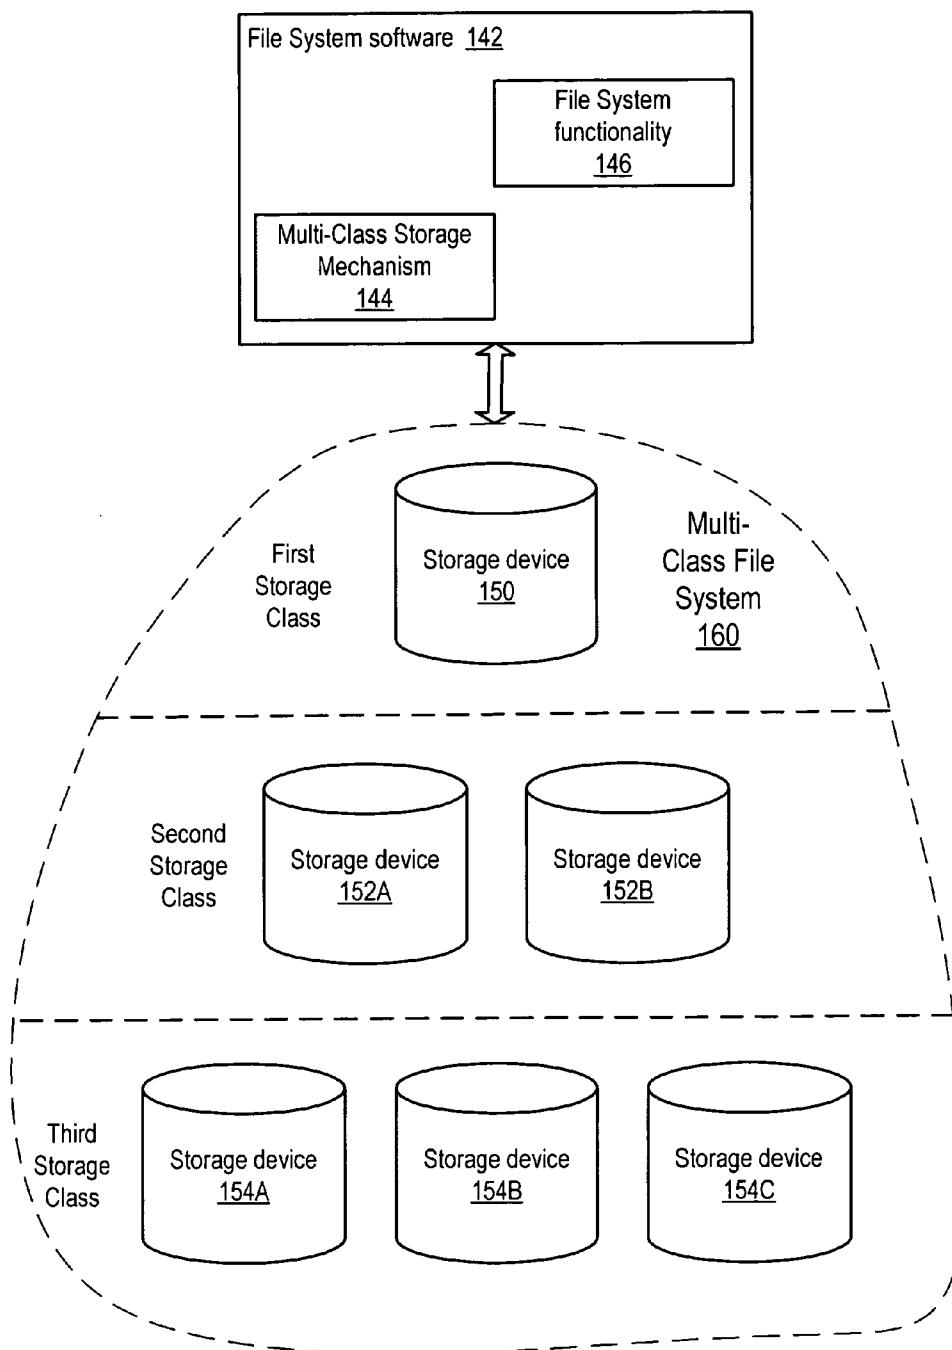 File System software 142
File System
functionality
146
Multi-Class Storage
Mechanism
144
First
Storage
Class
Storage device
150
Multi-
Class File
System
160
Second
Storage
Class
Storage device
152A
Storage device
152B
Third
Storage
Class
Storage device
154A
Storage device
154B
Storage device
154C